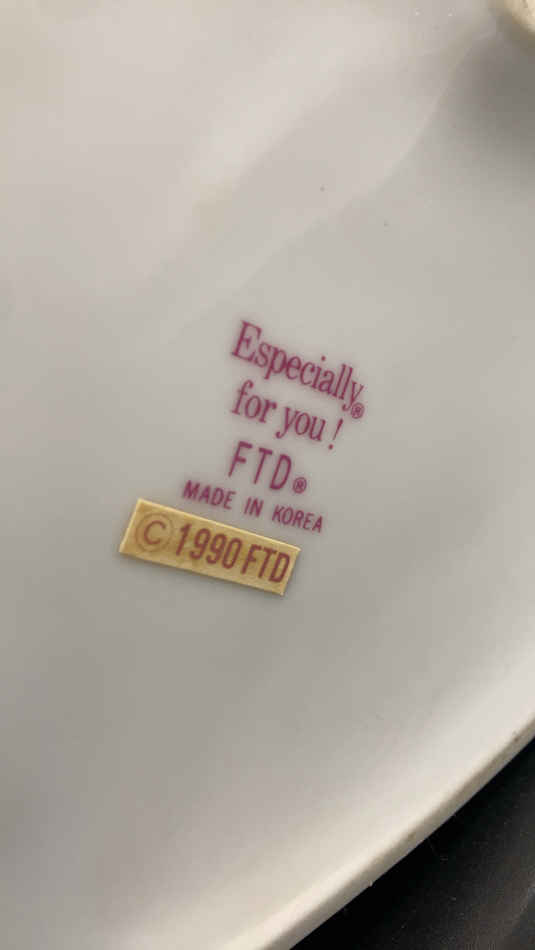 Especially®
for you!
FTD®
MADE IN KOREA
© 1990 FTD